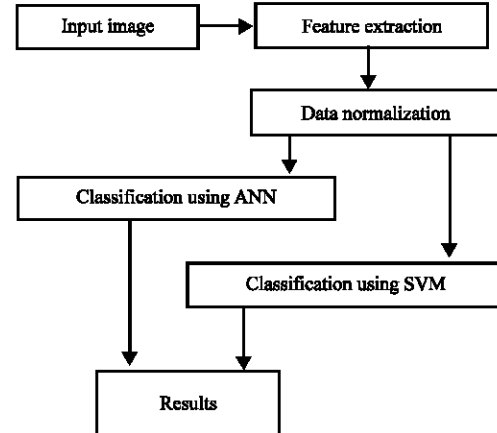 Input image
Feature extraction
Data normalization
Classification using ANN
Classification using SVM
Results